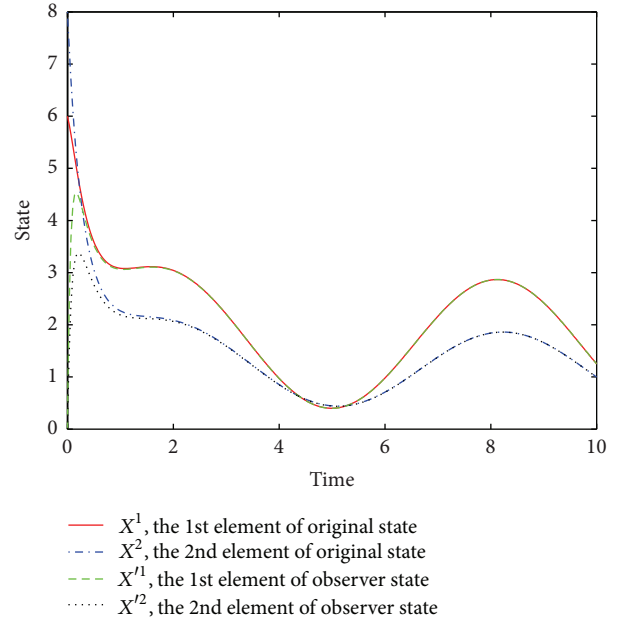 8
7
6
5
4
3
2
1
0
State
0 2 4 6 8 10
Time
X¹, the 1st element of original state
X², the 2nd element of original state
X′¹, the 1st element of observer state
X′², the 2nd element of observer state